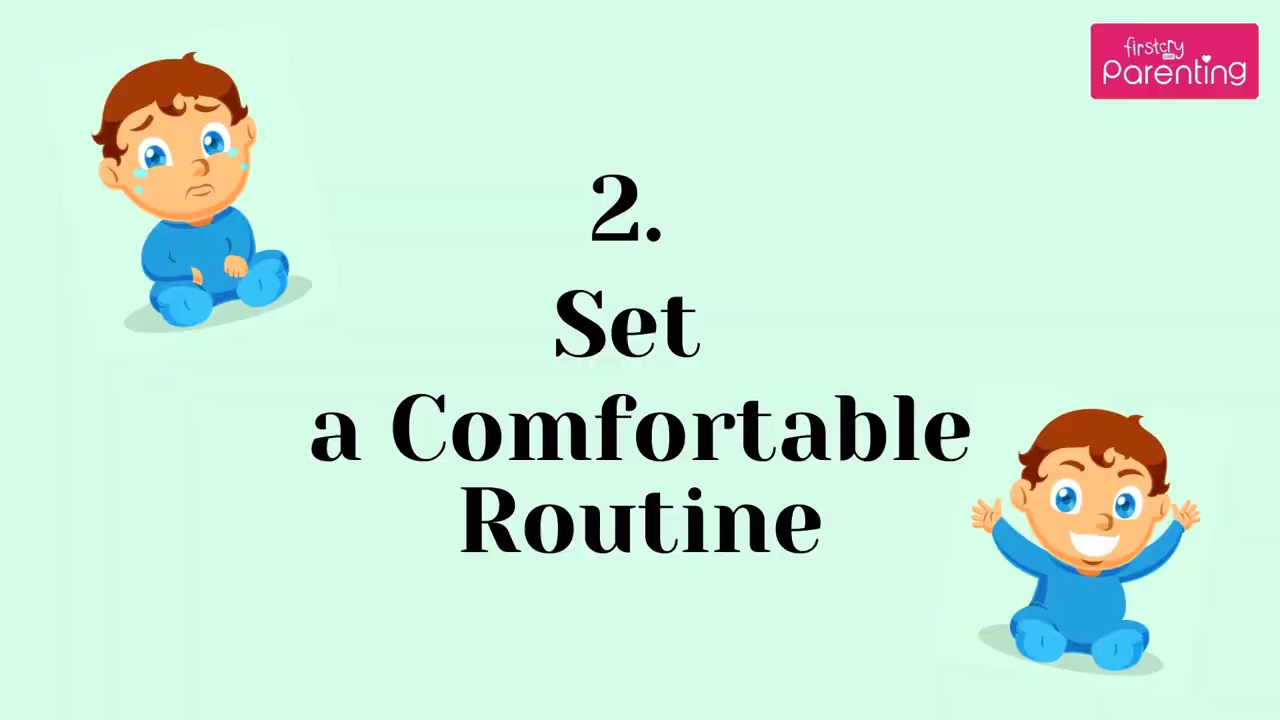 firstcry
Parenting
2.
Set
a Comfortable
Routine